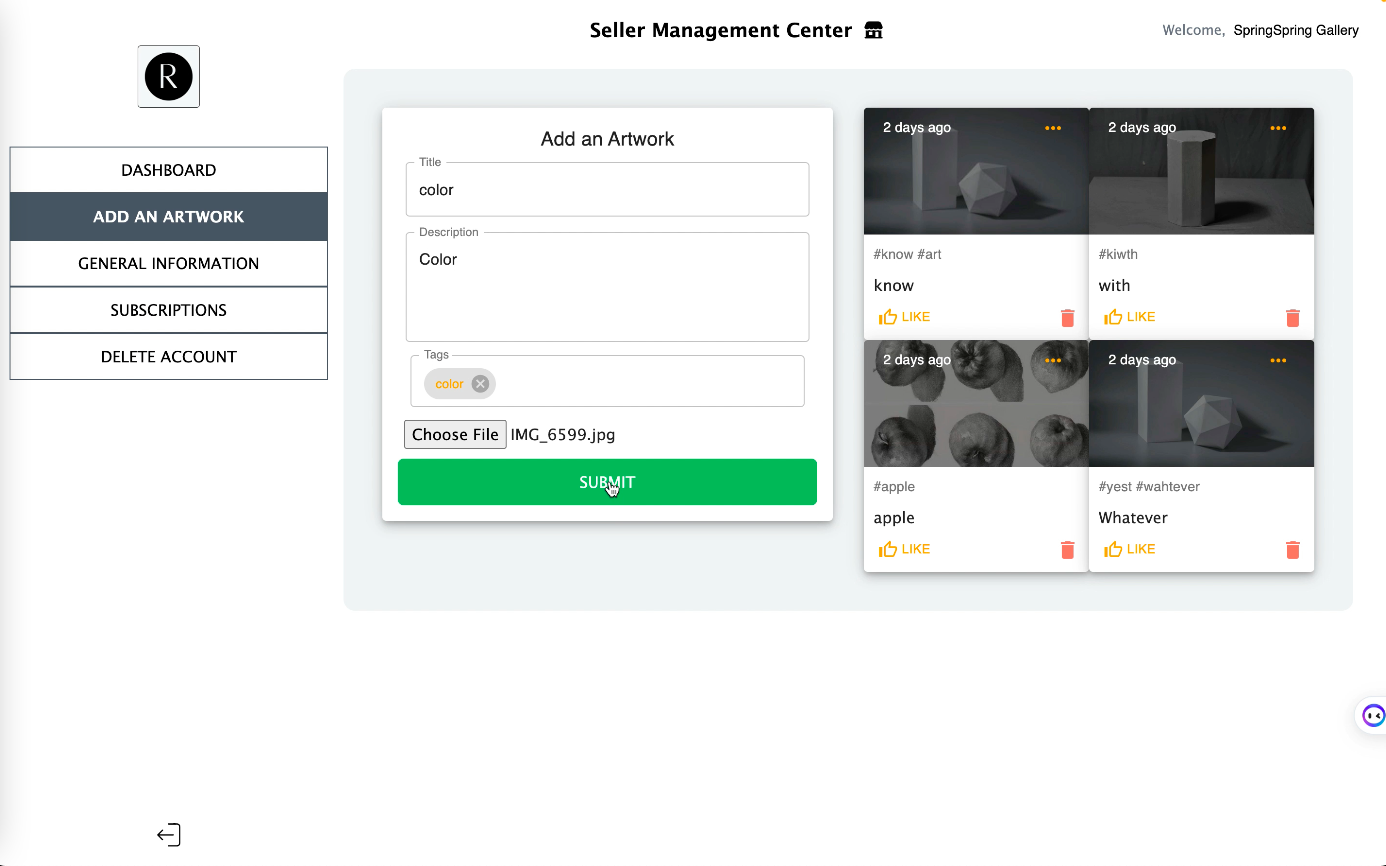 Seller Management Center
Welcome, SpringSpring Gallery
R
DASHBOARD
ADD AN ARTWORK
GENERAL INFORMATION
SUBSCRIPTIONS
DELETE ACCOUNT
Add an Artwork
Title
color
Description
Color
Tags
color
Choose File IMG_6599.jpg
SUBMIT
2 days ago
#know #art
know
LIKE
2 days ago
#kiwth
with
LIKE
2 days ago
#apple
apple
LIKE
2 days ago
#yest #wahtever
Whatever
LIKE